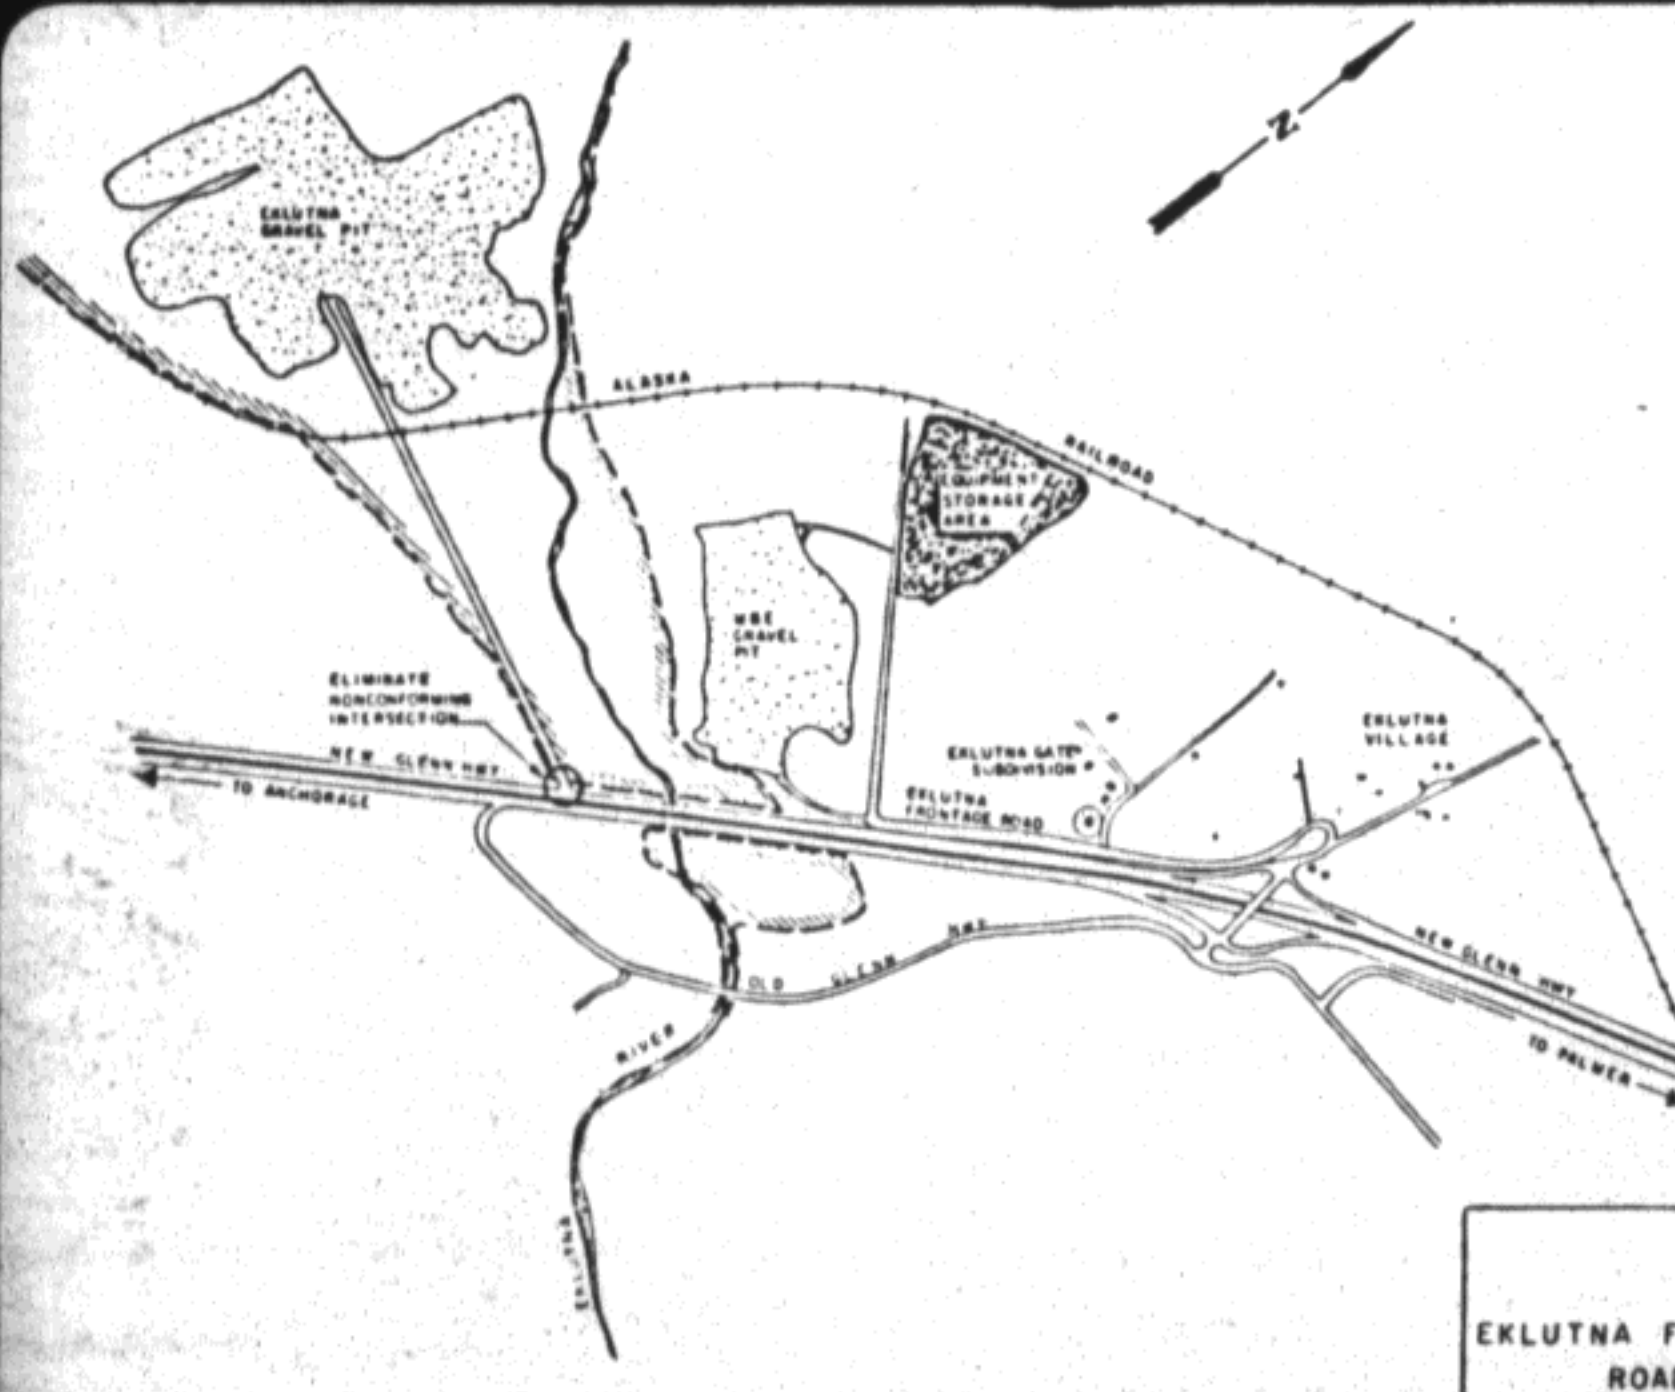 N
EKLUTNA
GRAVEL PIT
ALASKA
RAILROAD
EQUIPMENT
STORAGE
AREA
MBE
GRAVEL
PIT
ELIMINATE
NONCONFORMING
INTERSECTION
NEW GLENN HWY
TO ANCHORAGE
EKLUTNA GATE
SUBDIVISION
EKLUTNA
VILLAGE
EKLUTNA
FRONTAGE ROAD
OLD GLENN HWY
NEW GLENN HWY
TO PALMER
RIVER
EKLUTNA
EKLUTNA F
ROA